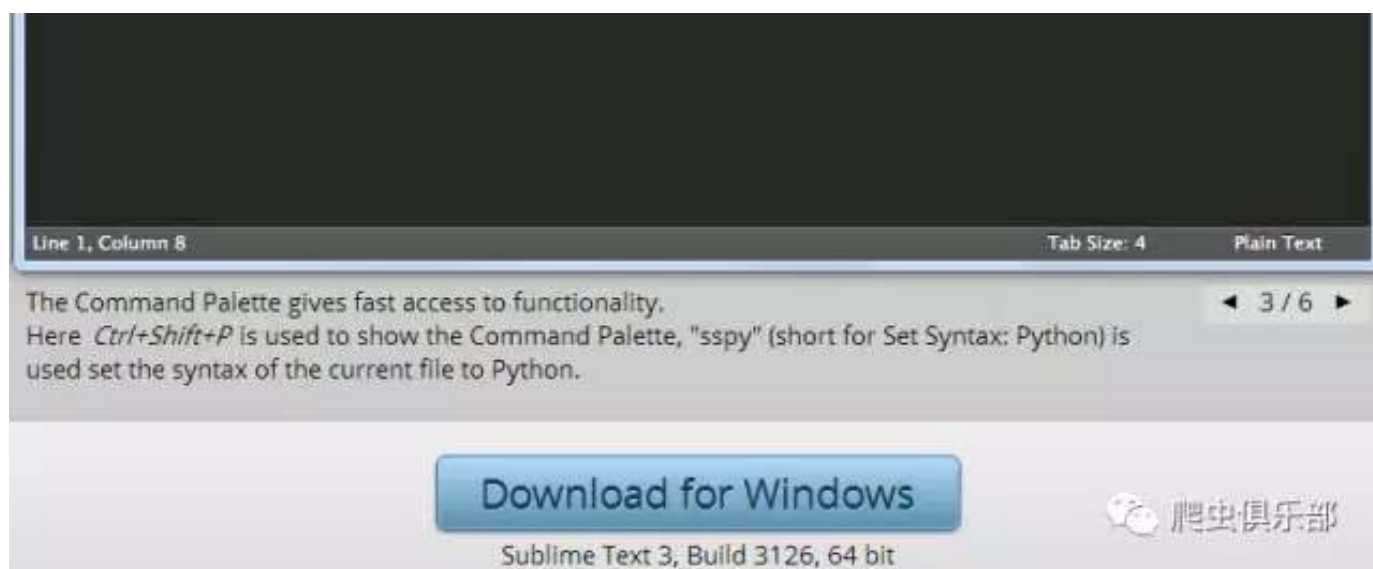 Line 1, Column 8 Tab Size: 4 Plain Text
The Command Palette gives fast access to functionality.
◄ 3 / 6 ►
Here Ctrl+Shift+P is used to show the Command Palette, "sspy" (short for Set Syntax: Python) is
used set the syntax of the current file to Python.
Download for Windows
爬虫俱乐部
Sublime Text 3, Build 3126, 64 bit